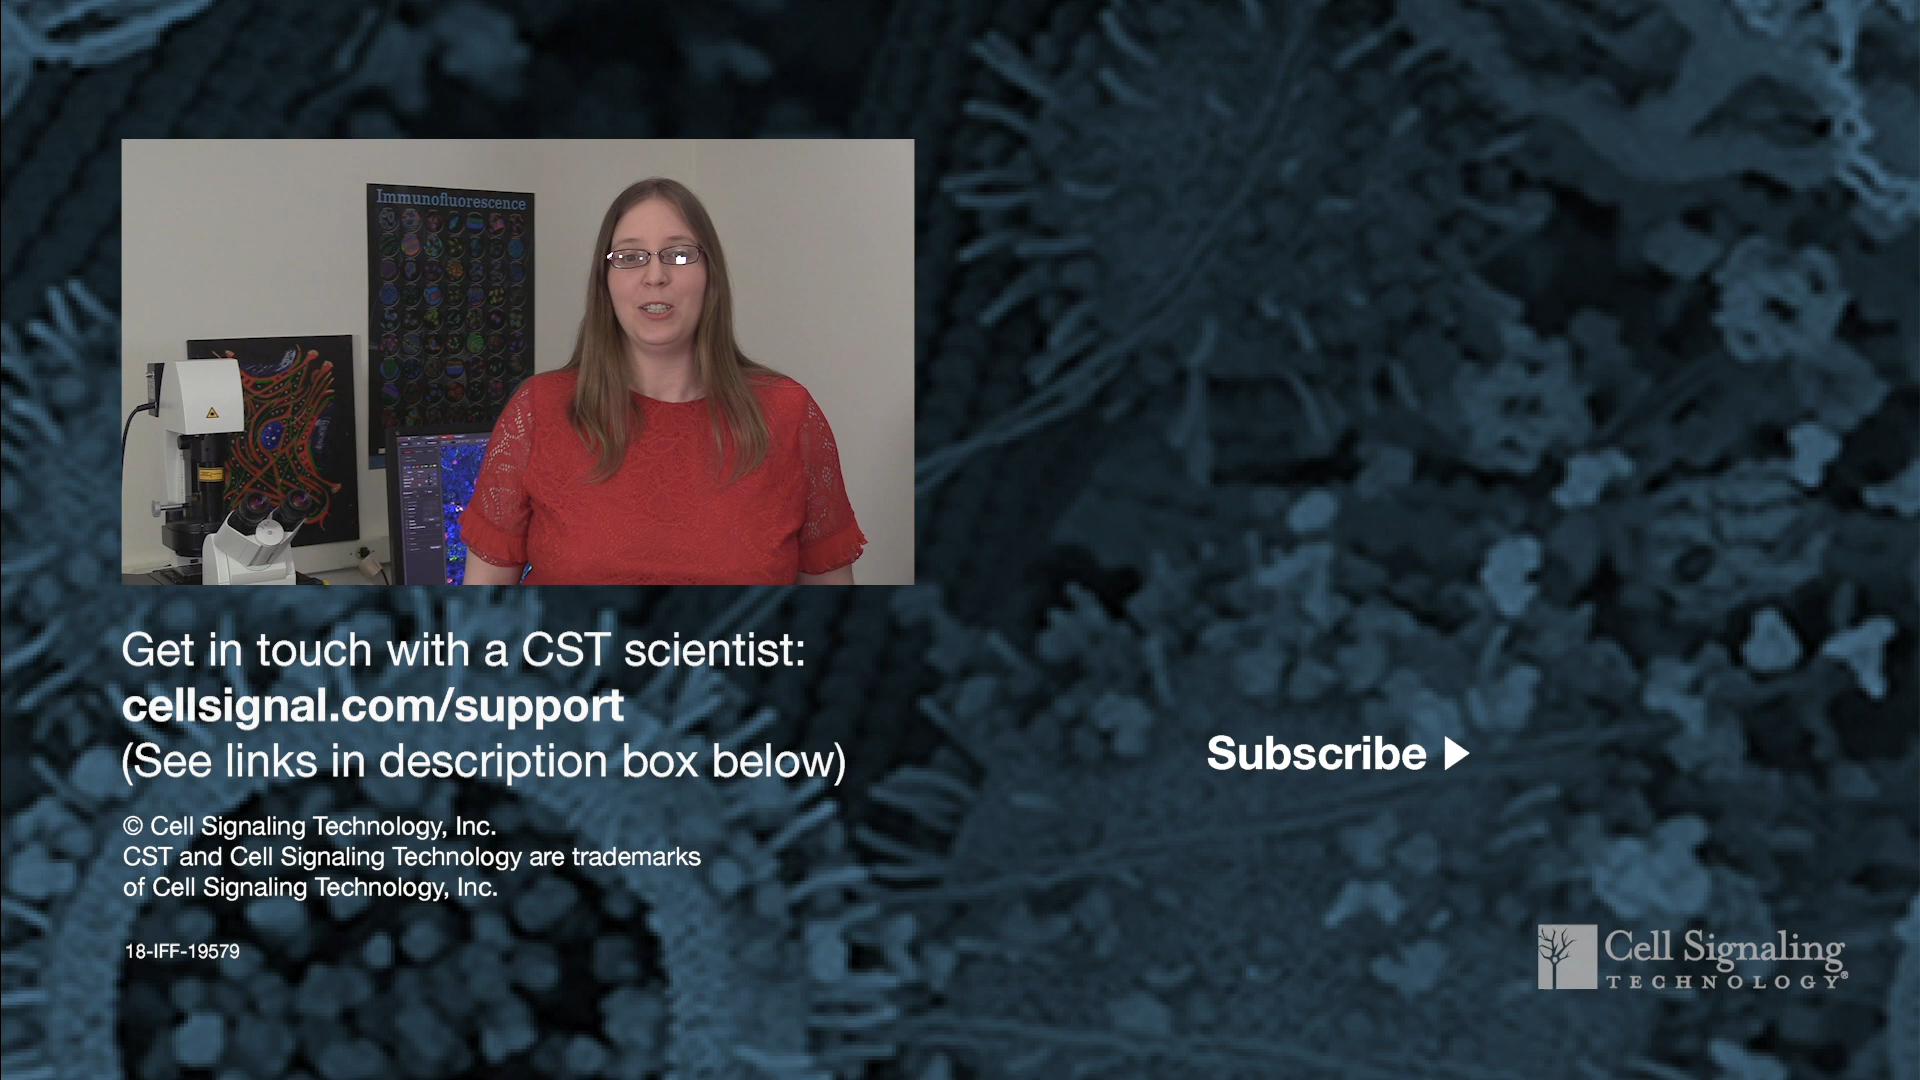 Immunofluorescence
Get in touch with a CST scientist:
cellsignal.com/support
(See links in description box below)
© Cell Signaling Technology, Inc.
CST and Cell Signaling Technology are trademarks
of Cell Signaling Technology, Inc.
18-IFF-19579
Subscribe
Cell Signaling
TECHNOLOGY®